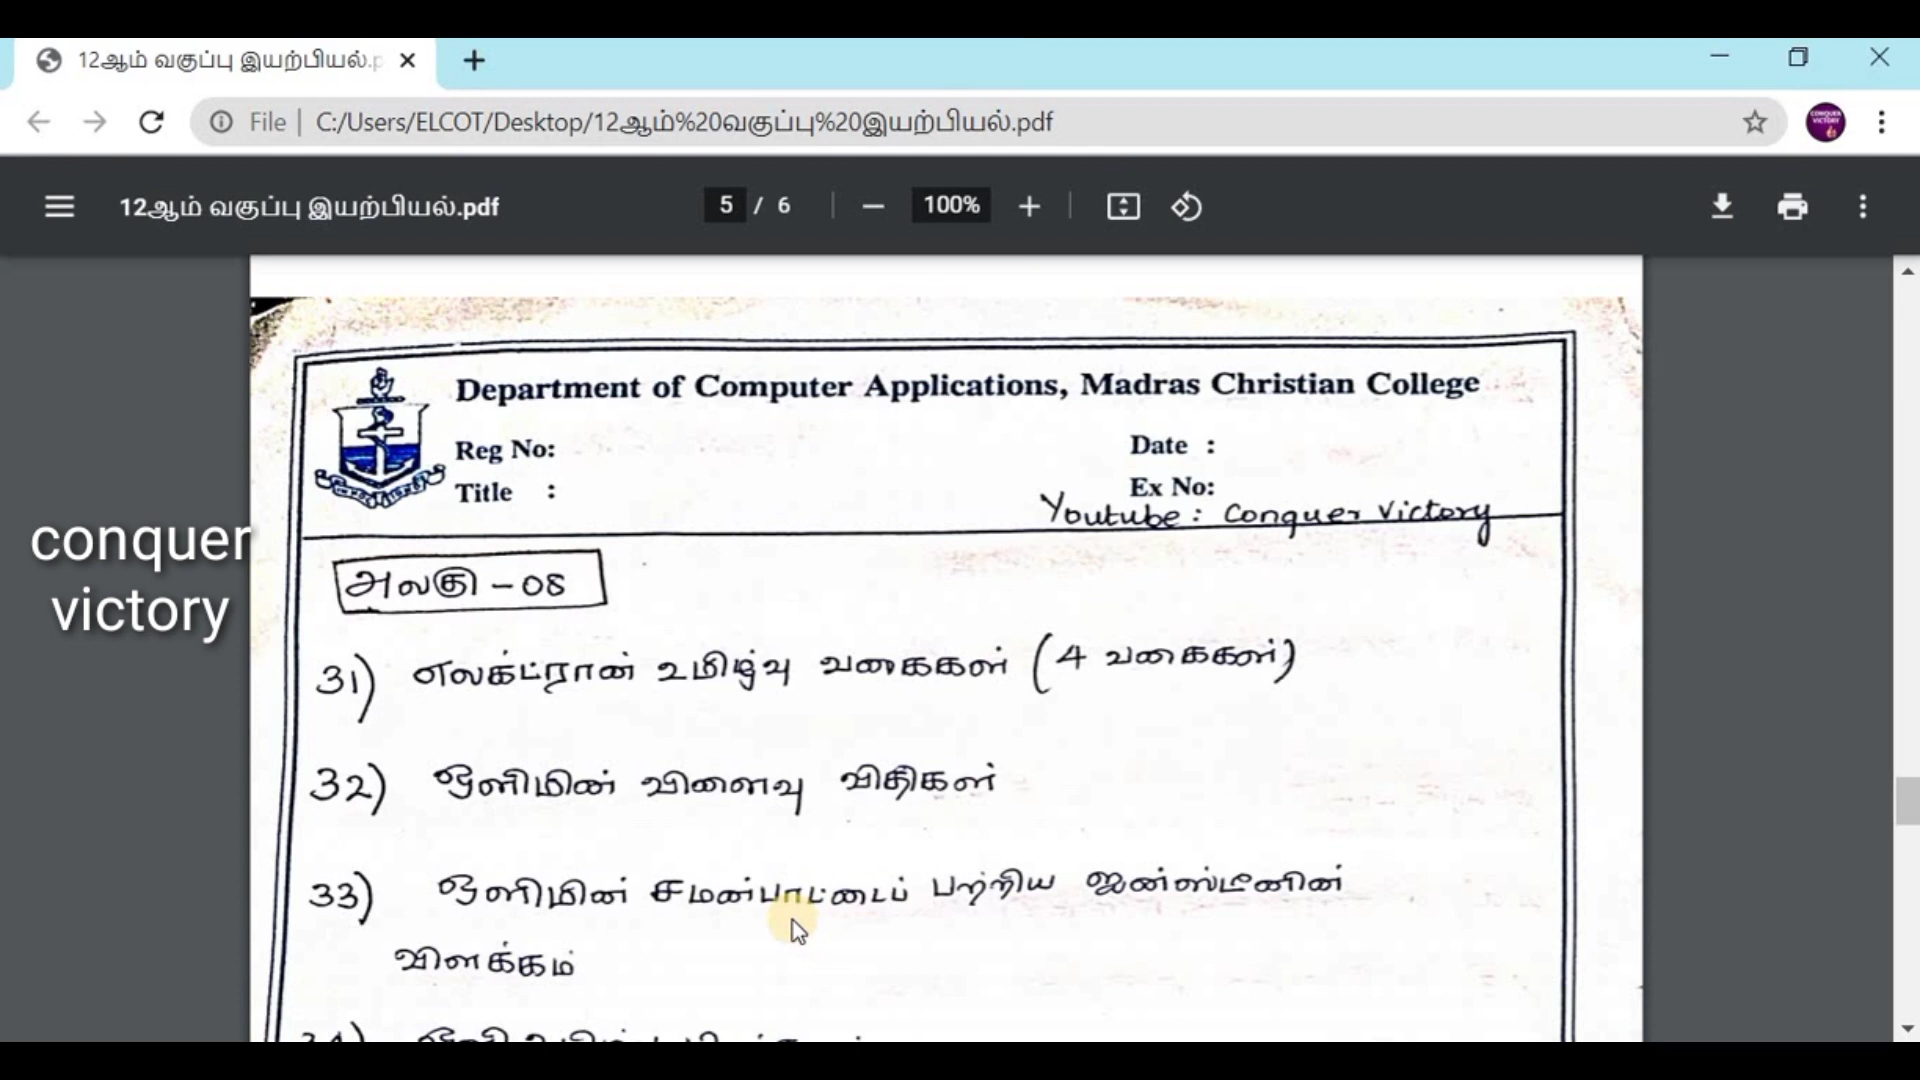 12ஆம் வகுப்பு இயற்பியல்.p
File | C:/Users/ELCOT/Desktop/12ஆம்%20வகுப்பு%20இயற்பியல்.pdf
12ஆம் வகுப்பு இயற்பியல்.pdf
5 / 6
100%
Department of Computer Applications, Madras Christian College
Reg No:
Date :
Title :
Ex No:
Youtube: Conquer Victory
conquer
victory
அலகு - 08
31) எலக்ட்ரான் உமிழ்வு வகைகள் (4 வகைகள்)
32) ஒளிமின் விளைவு விதிகள்
33) ஒளிமின் சமன்பாட்டைப் பற்றிய ஐன்ஸ்டீனின்
விளக்கம்